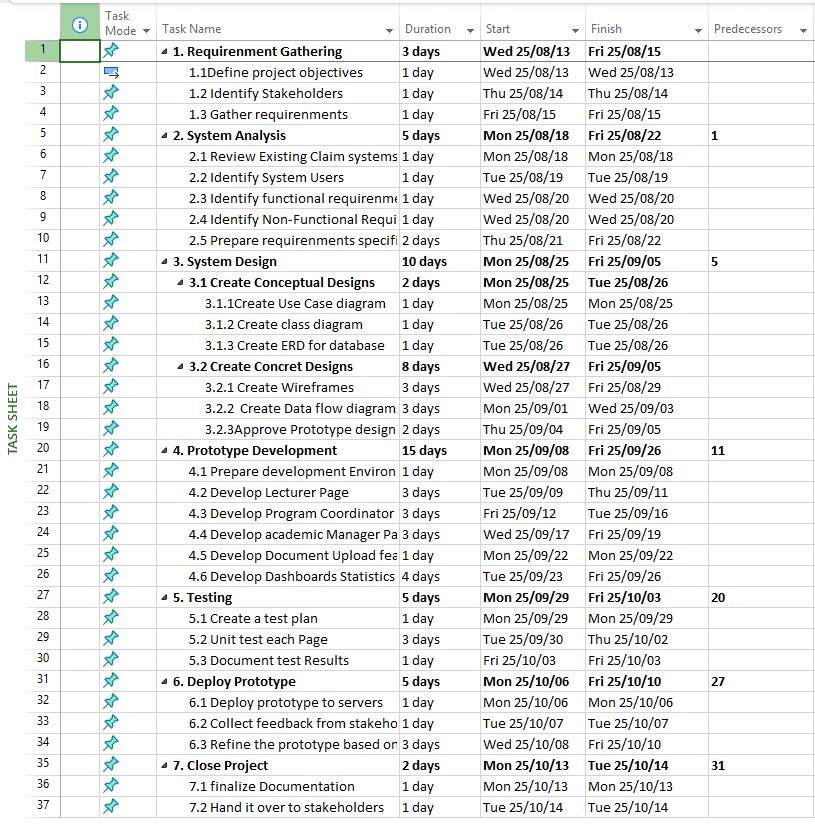 Task Mode Task Name Duration Start Finish Predecessors
1 1. Requirenment Gathering 3 days Wed 25/08/13 Fri 25/08/15
2 1.1Define project objectives 1 day Wed 25/08/13 Wed 25/08/13
3 1.2 Identify Stakeholders 1 day Thu 25/08/14 Thu 25/08/14
4 1.3 Gather requirenments 1 day Fri 25/08/15 Fri 25/08/15
5 2. System Analysis 5 days Mon 25/08/18 Fri 25/08/22 1
6 2.1 Review Existing Claim systems 1 day Mon 25/08/18 Mon 25/08/18
7 2.2 Identify System Users 1 day Tue 25/08/19 Tue 25/08/19
8 2.3 Identify functional requirenme 1 day Wed 25/08/20 Wed 25/08/20
9 2.4 Identify Non-Functional Requi 1 day Wed 25/08/20 Wed 25/08/20
10 2.5 Prepare requirenments specifi 2 days Thu 25/08/21 Fri 25/08/22
11 3. System Design 10 days Mon 25/08/25 Fri 25/09/05 5
12 3.1 Create Conceptual Designs 2 days Mon 25/08/25 Tue 25/08/26
13 3.1.1Create Use Case diagram 1 day Mon 25/08/25 Mon 25/08/25
14 3.1.2 Create class diagram 1 day Tue 25/08/26 Tue 25/08/26
15 3.1.3 Create ERD for database 1 day Tue 25/08/26 Tue 25/08/26
16 3.2 Create Concret Designs 8 days Wed 25/08/27 Fri 25/09/05
17 3.2.1 Create Wireframes 3 days Wed 25/08/27 Fri 25/08/29
18 3.2.2 Create Data flow diagram 3 days Mon 25/09/01 Wed 25/09/03
19 3.2.3Approve Prototype design 2 days Thu 25/09/04 Fri 25/09/05
20 4. Prototype Development 15 days Mon 25/09/08 Fri 25/09/26 11
21 4.1 Prepare development Environ 1 day Mon 25/09/08 Mon 25/09/08
22 4.2 Develop Lecturer Page 3 days Tue 25/09/09 Thu 25/09/11
23 4.3 Develop Program Coordinator 3 days Fri 25/09/12 Tue 25/09/16
24 4.4 Develop academic Manager Pa 3 days Wed 25/09/17 Fri 25/09/19
25 4.5 Develop Document Upload fea 1 day Mon 25/09/22 Mon 25/09/22
26 4.6 Develop Dashboards Statistics 4 days Tue 25/09/23 Fri 25/09/26
27 5. Testing 5 days Mon 25/09/29 Fri 25/10/03 20
28 5.1 Create a test plan 1 day Mon 25/09/29 Mon 25/09/29
29 5.2 Unit test each Page 3 days Tue 25/09/30 Thu 25/10/02
30 5.3 Document test Results 1 day Fri 25/10/03 Fri 25/10/03
31 6. Deploy Prototype 5 days Mon 25/10/06 Fri 25/10/10 27
32 6.1 Deploy prototype to servers 1 day Mon 25/10/06 Mon 25/10/06
33 6.2 Collect feedback from stakeho 1 day Tue 25/10/07 Tue 25/10/07
34 6.3 Refine the prototype based on 3 days Wed 25/10/08 Fri 25/10/10
35 7. Close Project 2 days Mon 25/10/13 Tue 25/10/14 31
36 7.1 finalize Documentation 1 day Mon 25/10/13 Mon 25/10/13
37 7.2 Hand it over to stakeholders 1 day Tue 25/10/14 Tue 25/10/14
TASK SHEET